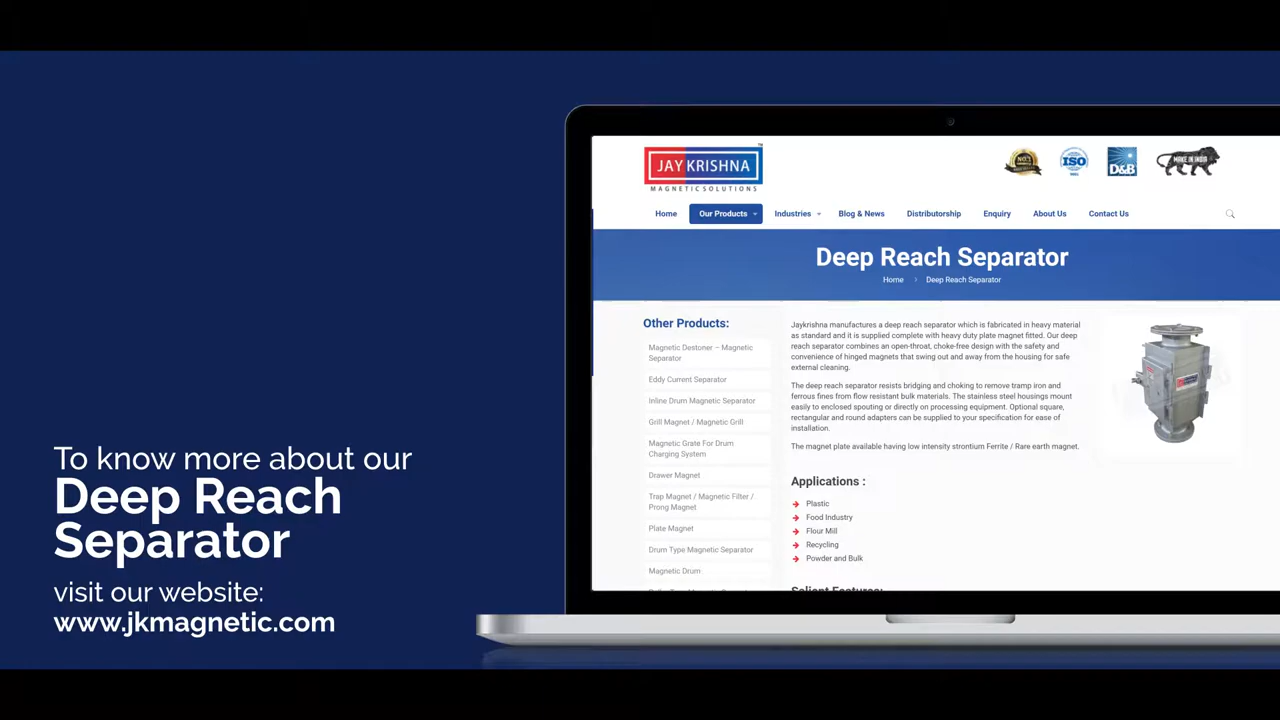 To know more about our
Deep Reach
Separator
visit our website:
www.jkmagnetic.com
JAYKRISHNA
MAGNETIC SOLUTIONS
NO.1
ISO
D&B
MAKE IN INDIA
Home Our Products Industries Blog & News Distributorship Enquiry About Us Contact Us
Deep Reach Separator
Home > Deep Reach Separator
Other Products:
Magnetic Destoner – Magnetic
Separator
Eddy Current Separator
Inline Drum Magnetic Separator
Grill Magnet / Magnetic Grill
Magnetic Grate For Drum
Charging System
Drawer Magnet
Trap Magnet / Magnetic Filter /
Prong Magnet
Plate Magnet
Drum Type Magnetic Separator
Magnetic Drum
Jaykrishna manufactures a deep reach separator which is fabricated in heavy material
as standard and it is supplied complete with heavy duty plate magnet fitted. Our deep
reach separator combines an open-throat, choke-free design with the safety and
convenience of hinged magnets that swing out and away from the housing for safe
external cleaning.
The deep reach separator resists bridging and choking to remove tramp iron and
ferrous fines from flow resistant bulk materials. The stainless steel housings mount
easily to enclosed spouting or directly on processing equipment. Optional square,
rectangular and round adapters can be supplied to your specification for ease of
installation.
The magnet plate available having low intensity strontium Ferrite / Rare earth magnet.
Applications :
Plastic
Food Industry
Flour Mill
Recycling
Powder and Bulk
Salient Features: